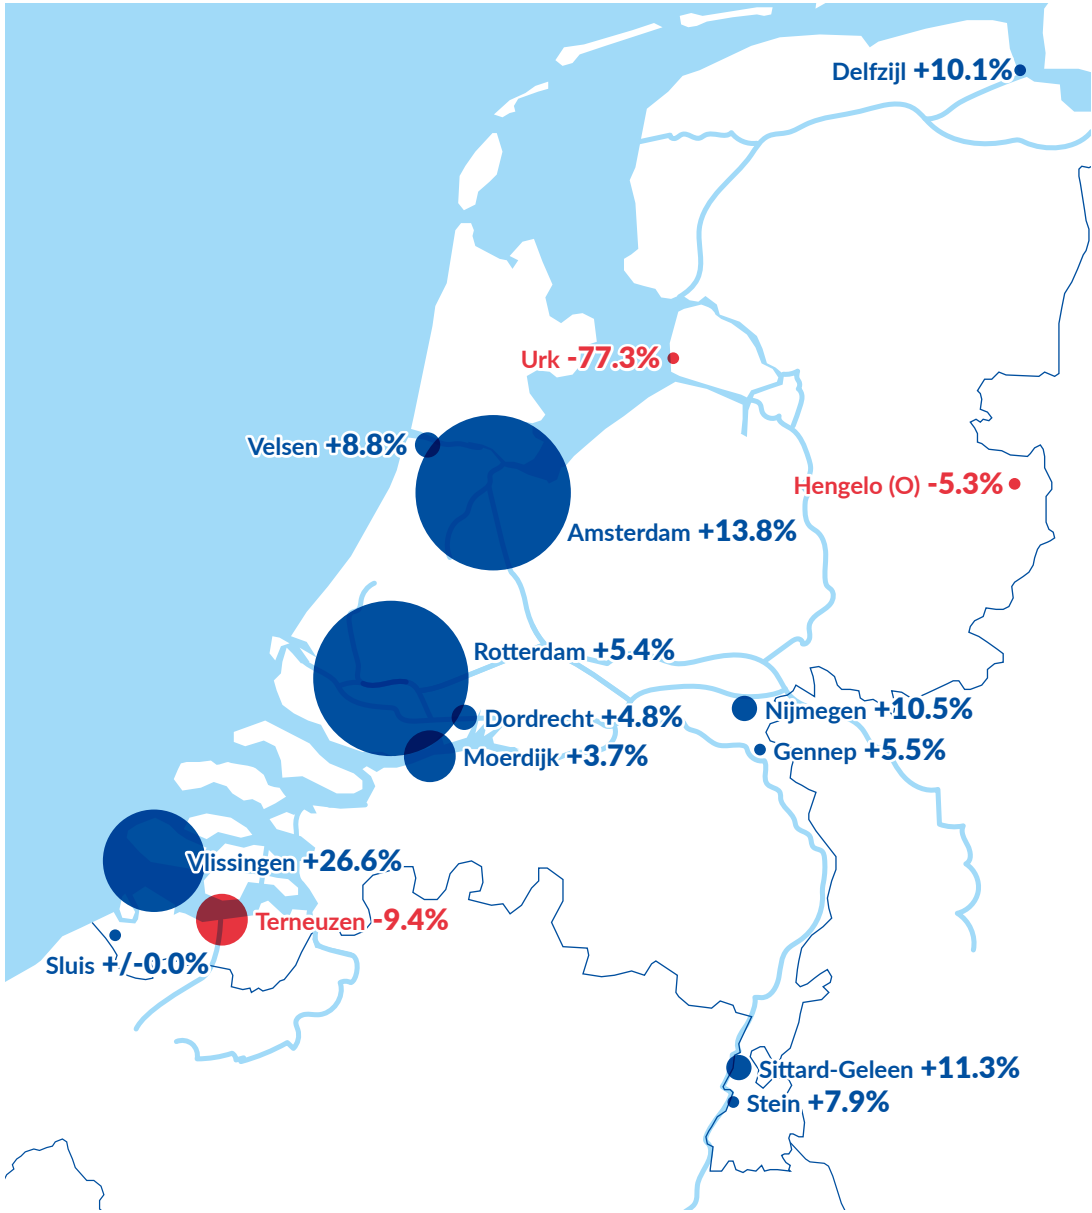 Delfzijl +10.1%
Urk -77.3%
Velsen +8.8%
Hengelo (O) -5.3%
Amsterdam +13.8%
Rotterdam +5.4%
Dordrecht +4.8%
Nijmegen +10.5%
Moerdijk +3.7%
Gennep +5.5%
Vlissingen +26.6%
Terneuzen -9.4%
Sluis +/-0.0%
Sittard-Geleen +11.3%
Stein +7.9%